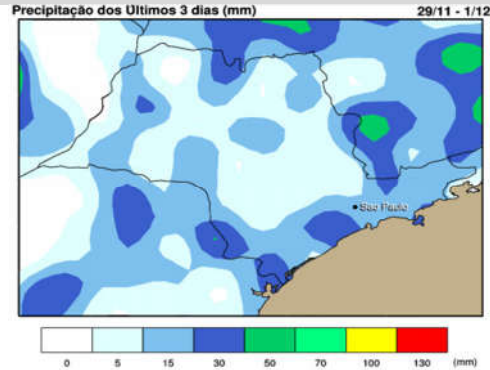 Precipitação dos Ultimos 3 dias (mm) 29/11 - 1/12
São Paulo
0 5 15 30 50 70 100 130 (mm)